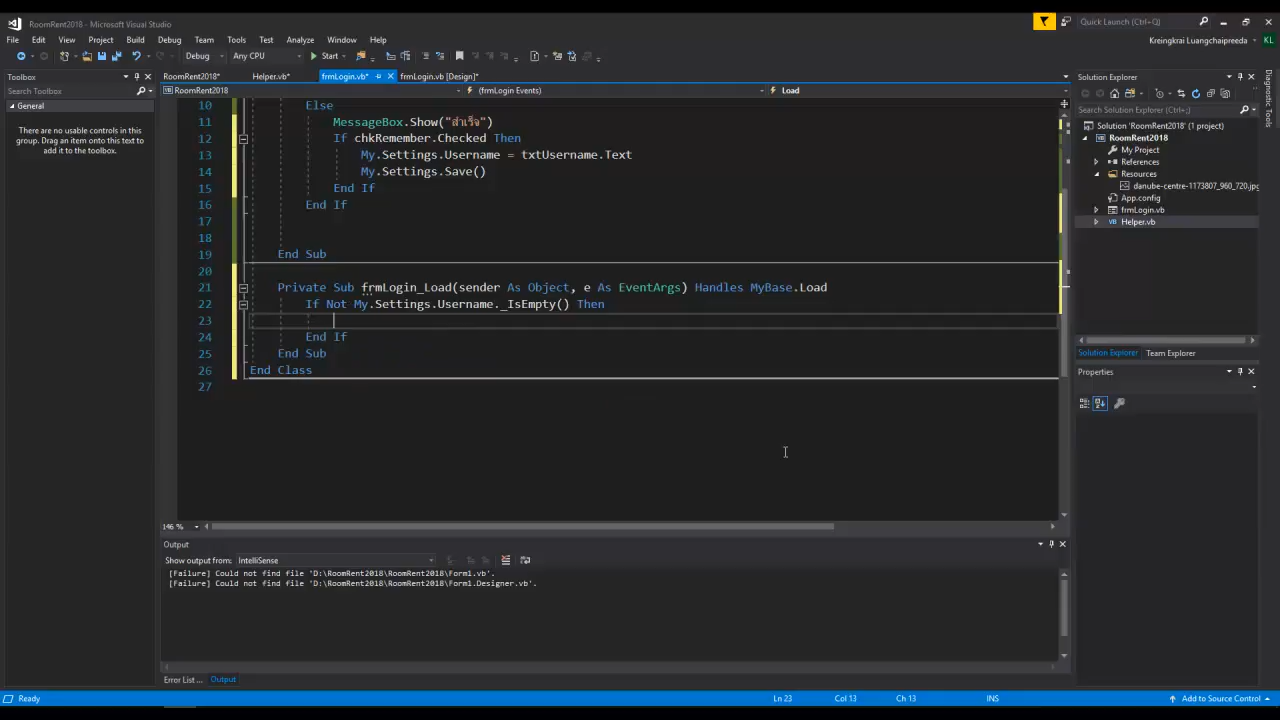 RoomRent2018 - Microsoft Visual Studio
Quick Launch (Ctrl+Q)
File Edit View Project Build Debug Team Tools Test Analyze Window Help
Kreingkrai Luangchaipreeda KL
Debug Any CPU Start
Toolbox
Search Toolbox
General
There are no usable controls in this
group. Drag an item onto this text to
add it to the toolbox.
RoomRent2018* Helper.vb* frmLogin.vb* frmLogin.vb [Design]*
RoomRent2018 (frmLogin Events) Load
10 Else
11 MessageBox.Show("สำเร็จ")
12 If chkRemember.Checked Then
13 My.Settings.Username = txtUsername.Text
14 My.Settings.Save()
15 End If
16 End If
17
18
19 End Sub
20
21 Private Sub frmLogin_Load(sender As Object, e As EventArgs) Handles MyBase.Load
22 If Not My.Settings.Username._IsEmpty() Then
23
24 End If
25 End Sub
26 End Class
27
146 %
Output
Show output from: IntelliSense
[Failure] Could not find file 'D:\RoomRent2018\RoomRent2018\Form1.vb'.
[Failure] Could not find file 'D:\RoomRent2018\RoomRent2018\Form1.Designer.vb'.
Error List ... Output
Solution Explorer
Search Solution Explorer (Ctrl+;)
Solution 'RoomRent2018' (1 project)
RoomRent2018
My Project
References
Resources
danube-centre-1173807_960_720.jpg
App.config
frmLogin.vb
Helper.vb
Solution Explorer Team Explorer
Properties
Diagnostic Tools
Ready Ln 23 Col 13 Ch 13 INS Add to Source Control